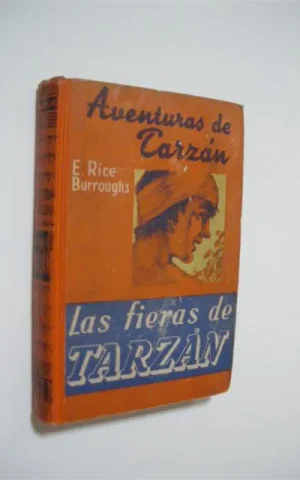 Aventuras de
Tarzán
E. Rice
Burroughs
Las fieras de
TARZÁN